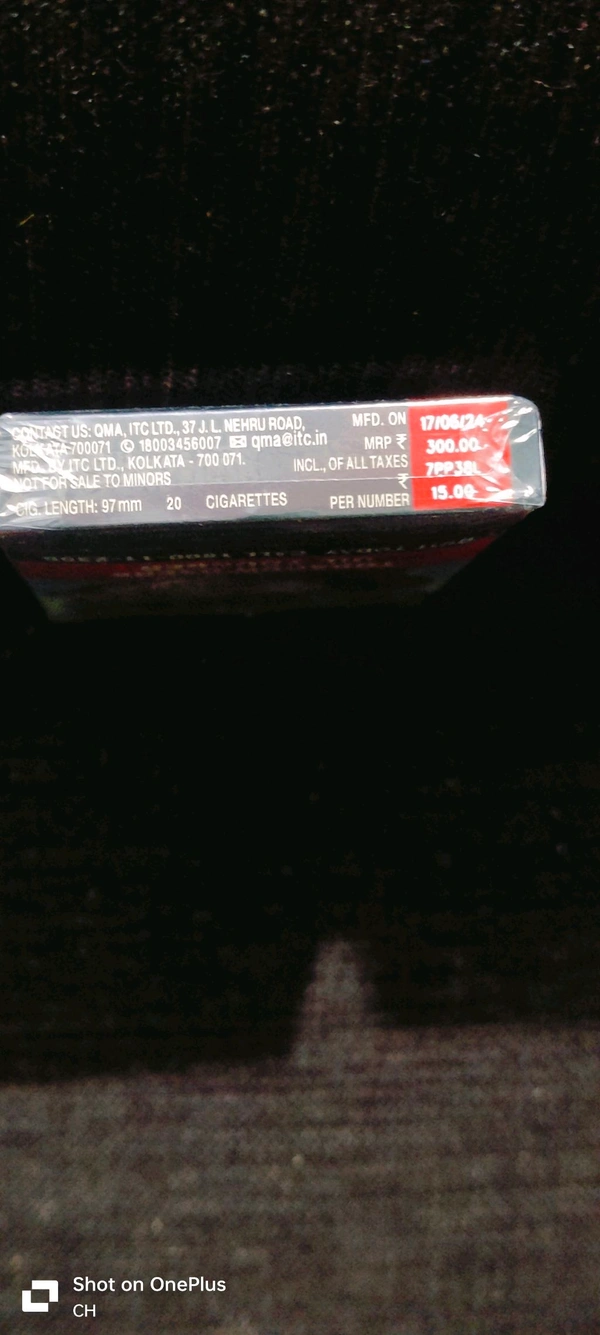 CONTACT US: QMA, ITC LTD., 37 J. L. NEHRU ROAD,
KOLKATA-700071 18003456007 qma@itc.in
MFD. BY ITC LTD., KOLKATA - 700 071.
NOT FOR SALE TO MINORS
CIG. LENGTH: 97 mm 20 CIGARETTES
MFD. ON 17/06/24
MRP ₹ 300.00
INCL., OF ALL TAXES 7PP38L
₹
PER NUMBER 15.00
Shot on OnePlus
CH